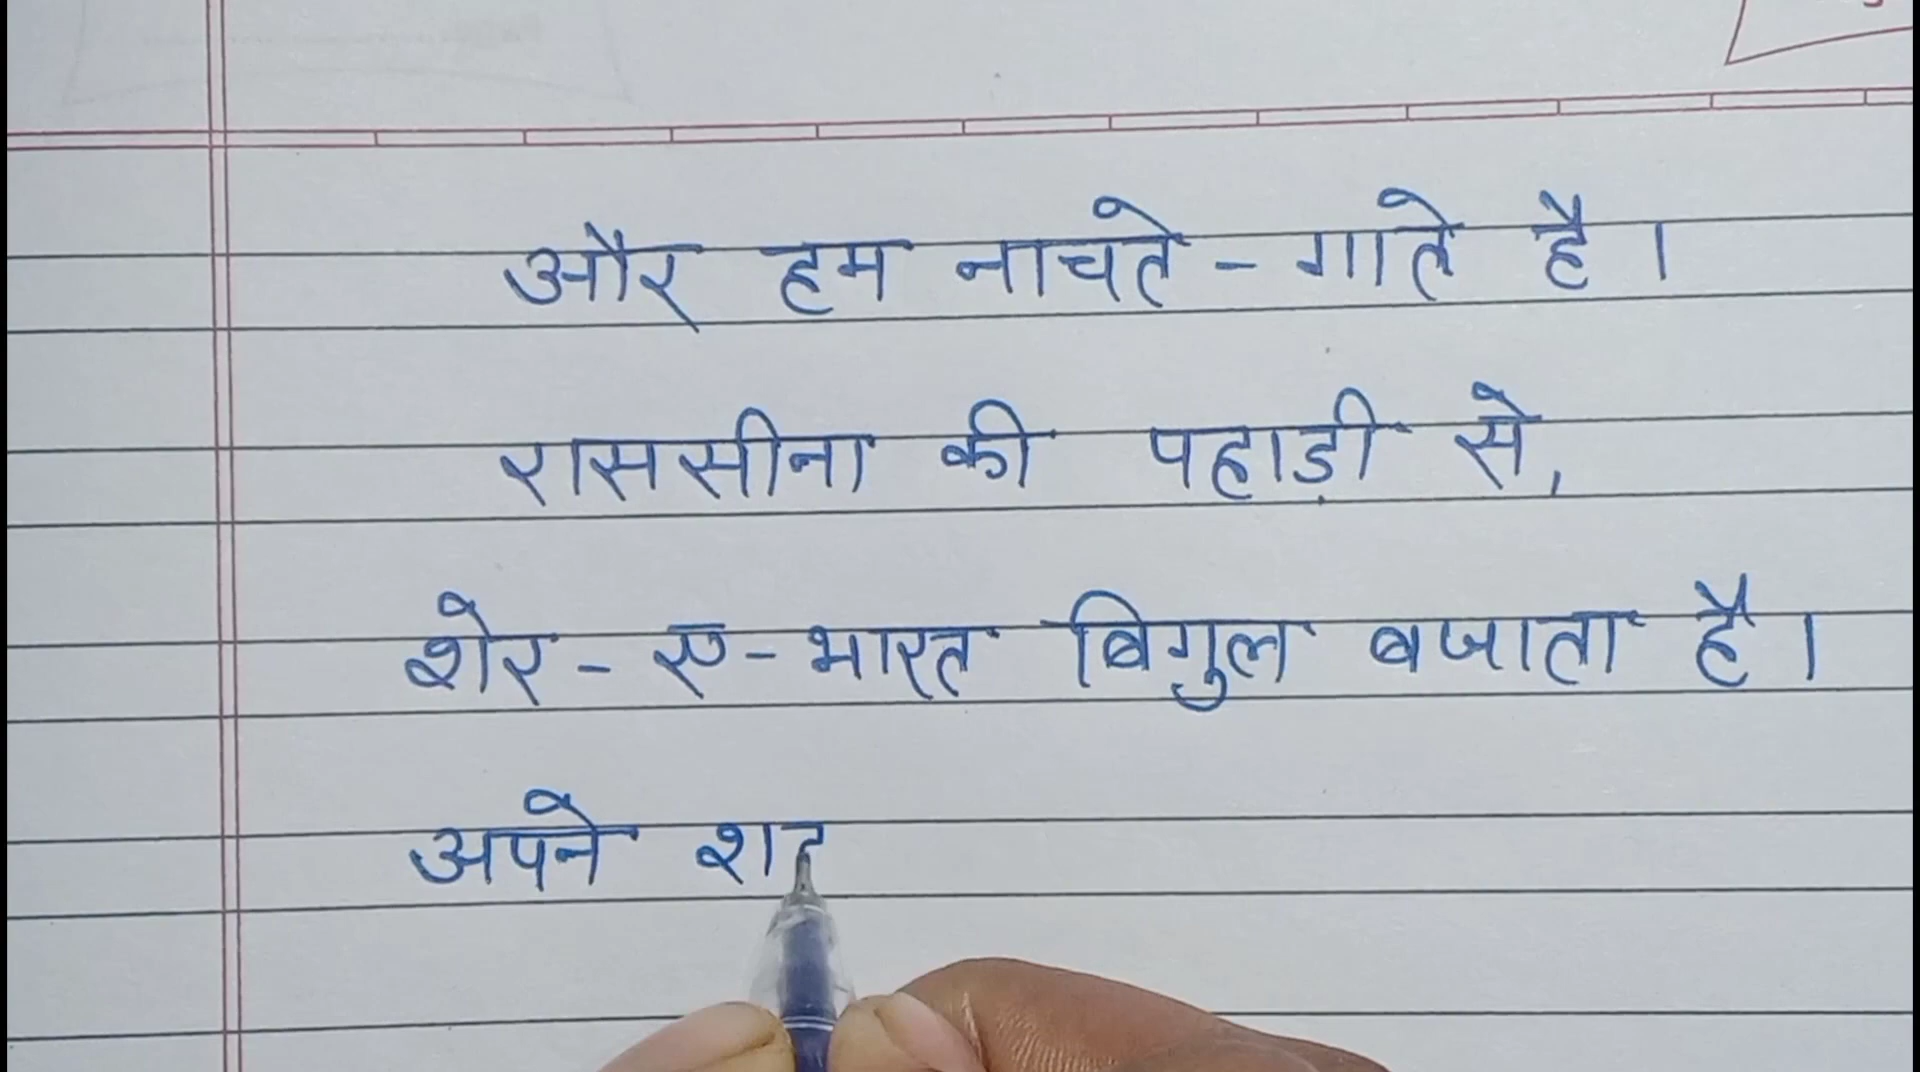 और हम नाचते - गाते है ।
राससीना की पहाड़ी से,
शेर - ए - भारत बिगुल बजाता है ।
अपने